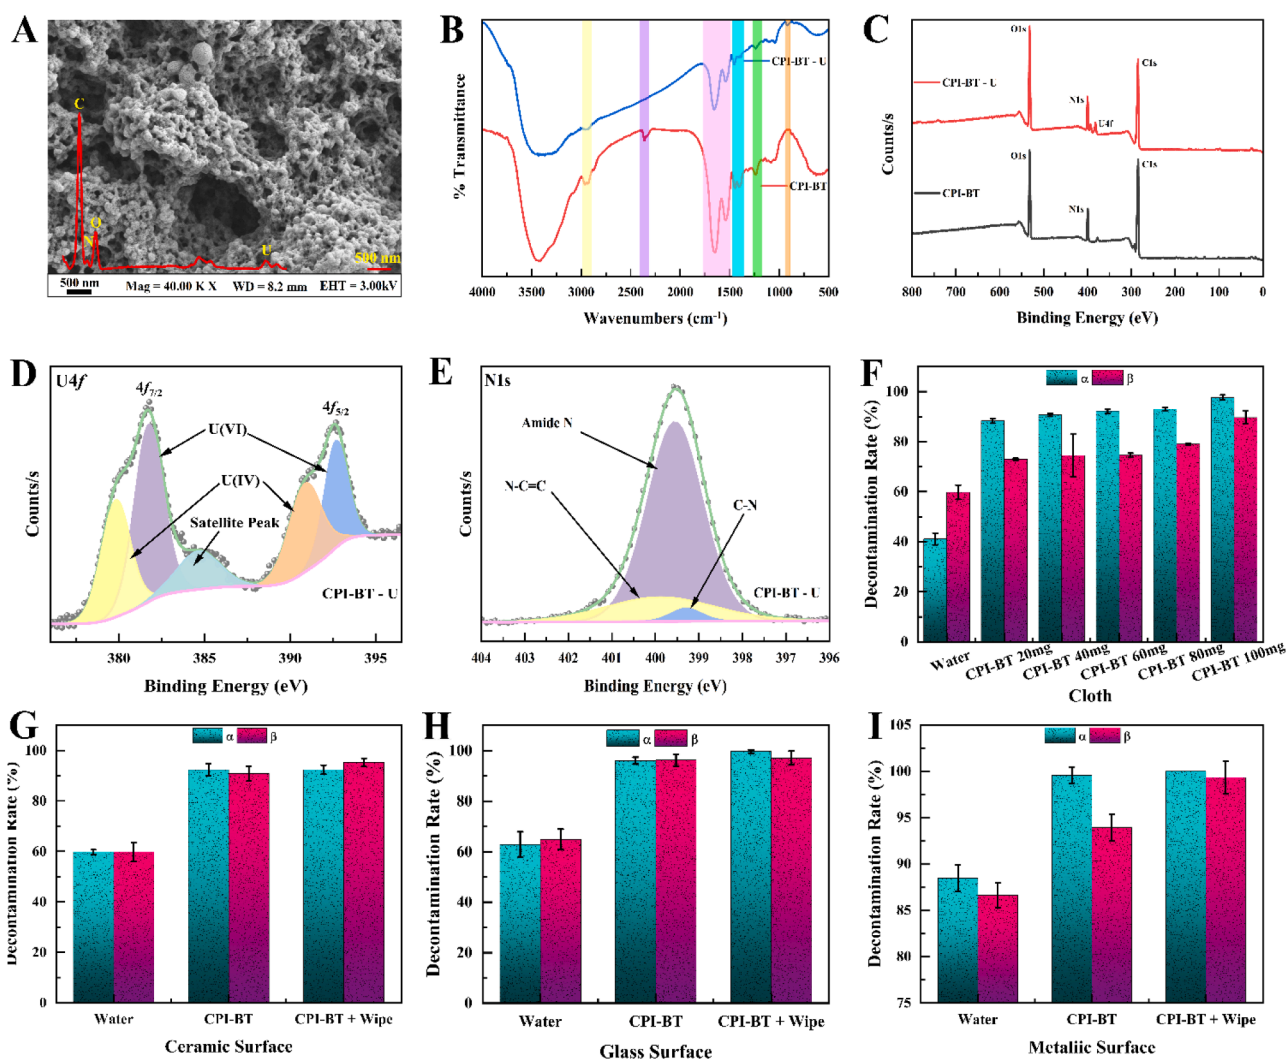 A
C
O
N
U
500 nm
500 nm
Mag = 40.00 K X WD = 8.2 mm EHT = 3.00kV
B
% Transmittance
CPI-BT - U
CPI-BT
4000 3500 3000 2500 2000 1500 1000 500
Wavenumbers (cm-1)
C
Counts/s
O1s
C1s
CPI-BT - U
N1s
U4f
O1s
C1s
CPI-BT
N1s
800 700 600 500 400 300 200 100 0
Binding Energy (eV)
D
U4f
4f7/2
4f5/2
U(VI)
U(IV)
Satellite Peak
CPI-BT - U
Counts/s
380 385 390 395
Binding Energy (eV)
E
N1s
Amide N
N-C=C
C-N
CPI-BT - U
Counts/s
404 403 402 401 400 399 398 397 396
Binding Energy (eV)
F
α β
Decontamination Rate (%)
100
80
60
40
20
0
Water CPI-BT 20mg CPI-BT 40mg CPI-BT 60mg CPI-BT 80mg CPI-BT 100mg
Cloth
G
α β
Decontamination Rate (%)
100
80
60
40
20
0
Water CPI-BT CPI-BT + Wipe
Ceramic Surface
H
α β
Decontamination Rate (%)
100
80
60
40
20
0
Water CPI-BT CPI-BT + Wipe
Glass Surface
I
α β
Decontamination Rate (%)
105
100
95
90
85
80
75
Water CPI-BT CPI-BT + Wipe
Metaliic Surface